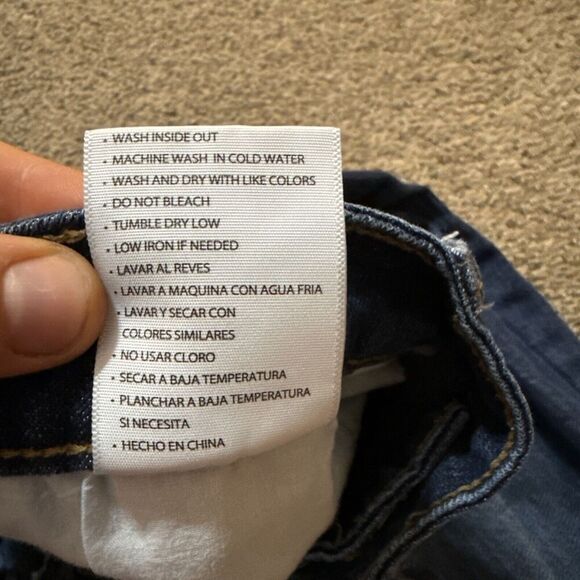 • WASH INSIDE OUT
• MACHINE WASH IN COLD WATER
• WASH AND DRY WITH LIKE COLORS
• DO NOT BLEACH
• TUMBLE DRY LOW
• LOW IRON IF NEEDED
• LAVAR AL REVES
• LAVAR A MAQUINA CON AGUA FRIA
• LAVAR Y SECAR CON
COLORES SIMILARES
• NO USAR CLORO
• SECAR A BAJA TEMPERATURA
• PLANCHAR A BAJA TEMPERATURA
SI NECESITA
• HECHO EN CHINA